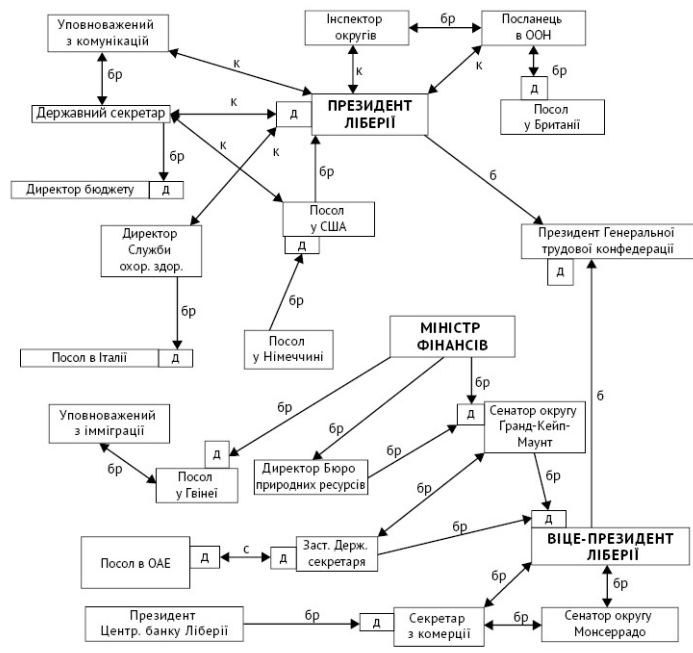 Уповноважений
з комунікацій
Інспектор
округів
бр
Посланець
в ООН
бр
к
к
к
бр
д
Посол
у Британії
Державний секретар
к
д
ПРЕЗИДЕНТ
ЛІБЕРІЇ
бр
к
к
бр
б
Директор бюджету
д
Посол
у США
д
Директор
Служби
охор. здор.
Президент Генеральної
трудової конфедерації
д
бр
бр
Посол в Італії
д
Посол
у Німеччині
МІНІСТР
ФІНАНСІВ
бр
бр
бр
б
Уповноважений
з імміграції
д
Сенатор округу
Гранд-Кейп-
Маунт
бр
д
Посол
у Гвінеї
Директор Бюро
природних ресурсів
бр
бр
бр
бр
д
ВІЦЕ-ПРЕЗИДЕНТ
ЛІБЕРІЇ
Посол в ОАЕ
д
с
д
Заст. Держ.
секретаря
бр
бр
Президент
Центр. банку Ліберії
бр
д
Секретар
з комерції
бр
Сенатор округу
Монсеррадо